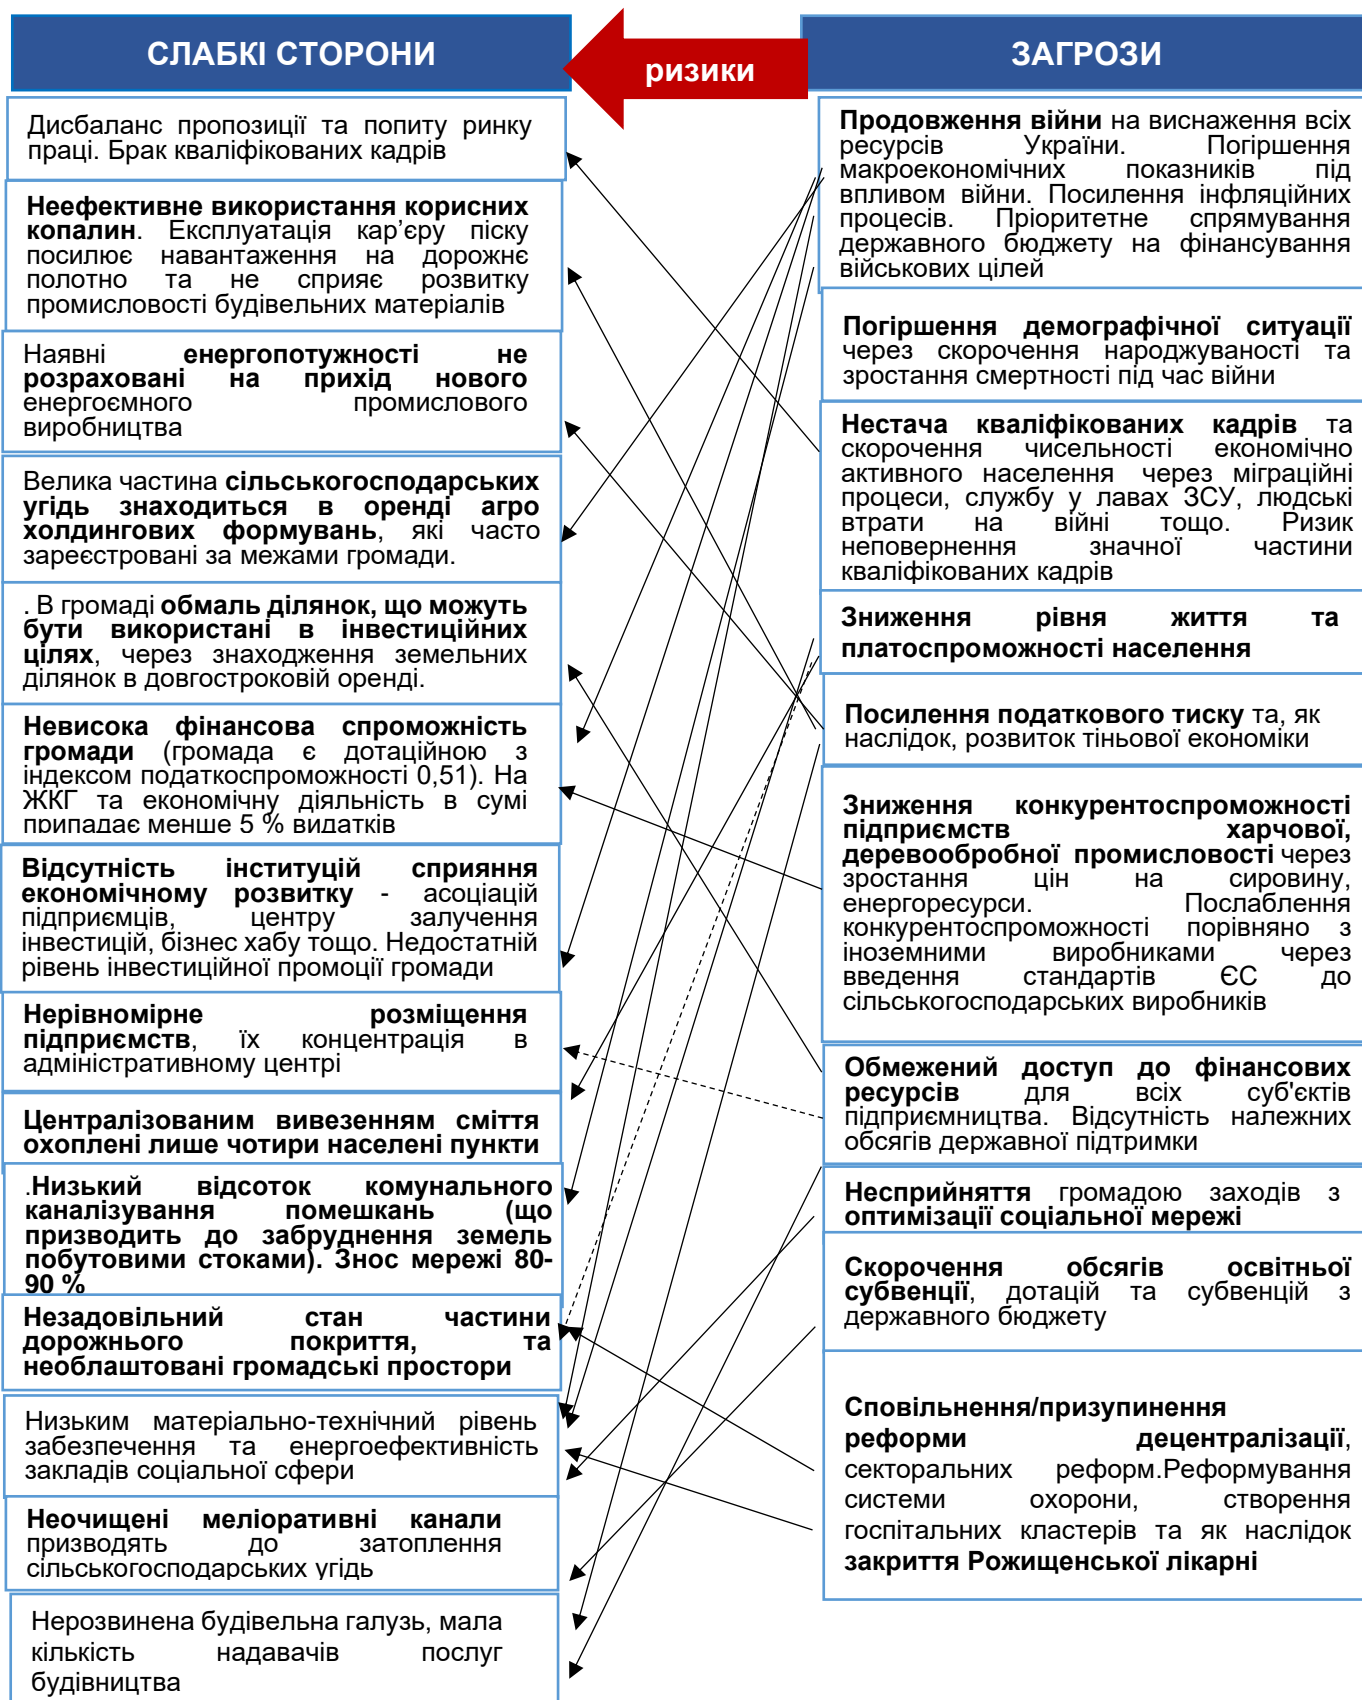 СЛАБКІ СТОРОНИ
ризики
ЗАГРОЗИ
Дисбаланс пропозиції та попиту ринку
праці. Брак кваліфікованих кадрів
Неефективне використання корисних
копалин. Експлуатація кар’єру піску
посилює навантаження на дорожнє
полотно та не сприяє розвитку
промисловості будівельних матеріалів
Наявні енергопотужності не
розраховані на прихід нового
енергоємного промислового
виробництва
Велика частина сільськогосподарських
угідь знаходиться в оренді агро
холдингових формувань, які часто
зареєстровані за межами громади.
. В громаді обмаль ділянок, що можуть
бути використані в інвестиційних
цілях, через знаходження земельних
ділянок в довгостроковій оренді.
Невисока фінансова спроможність
громади (громада є дотаційною з
індексом податкоспроможності 0,51). На
ЖКГ та економічну діяльність в сумі
припадає менше 5 % видатків
Відсутність інституцій сприяння
економічному розвитку - асоціацій
підприємців, центру залучення
інвестицій, бізнес хабу тощо. Недостатній
рівень інвестиційної промоції громади
Нерівномірне розміщення
підприємств, їх концентрація в
адміністративному центрі
Централізованим вивезенням сміття
охоплені лише чотири населені пункти
.Низький відсоток комунального
каналізування помешкань (що
призводить до забруднення земель
побутовими стоками). Знос мережі 80-
90 %
Незадовільний стан частини
дорожнього покриття, та
необлаштовані громадські простори
Низьким матеріально-технічний рівень
забезпечення та енергоефективність
закладів соціальної сфери
Неочищені меліоративні канали
призводять до затоплення
сільськогосподарських угідь
Нерозвинена будівельна галузь, мала
кількість надавачів послуг
будівництва
Продовження війни на виснаження всіх
ресурсів України. Погіршення
макроекономічних показників під
впливом війни. Посилення інфляційних
процесів. Пріоритетне спрямування
державного бюджету на фінансування
військових цілей
Погіршення демографічної ситуації
через скорочення народжуваності та
зростання смертності під час війни
Нестача кваліфікованих кадрів та
скорочення чисельності економічно
активного населення через міграційні
процеси, службу у лавах ЗСУ, людські
втрати на війні тощо. Ризик
неповернення значної частини
кваліфікованих кадрів
Зниження рівня життя та
платоспроможності населення
Посилення податкового тиску та, як
наслідок, розвиток тіньової економіки
Зниження конкурентоспроможності
підприємств харчової,
деревообробної промисловості через
зростання цін на сировину,
енергоресурси. Послаблення
конкурентоспроможності порівняно з
іноземними виробниками через
введення стандартів ЄС до
сільськогосподарських виробників
Обмежений доступ до фінансових
ресурсів для всіх суб'єктів
підприємництва. Відсутність належних
обсягів державної підтримки
Несприйняття громадою заходів з
оптимізації соціальної мережі
Скорочення обсягів освітньої
субвенції, дотацій та субвенцій з
державного бюджету
Сповільнення/призупинення
реформи децентралізації,
секторальних реформ.Реформування
системи охорони, створення
госпітальних кластерів та як наслідок
закриття Рожищенської лікарні